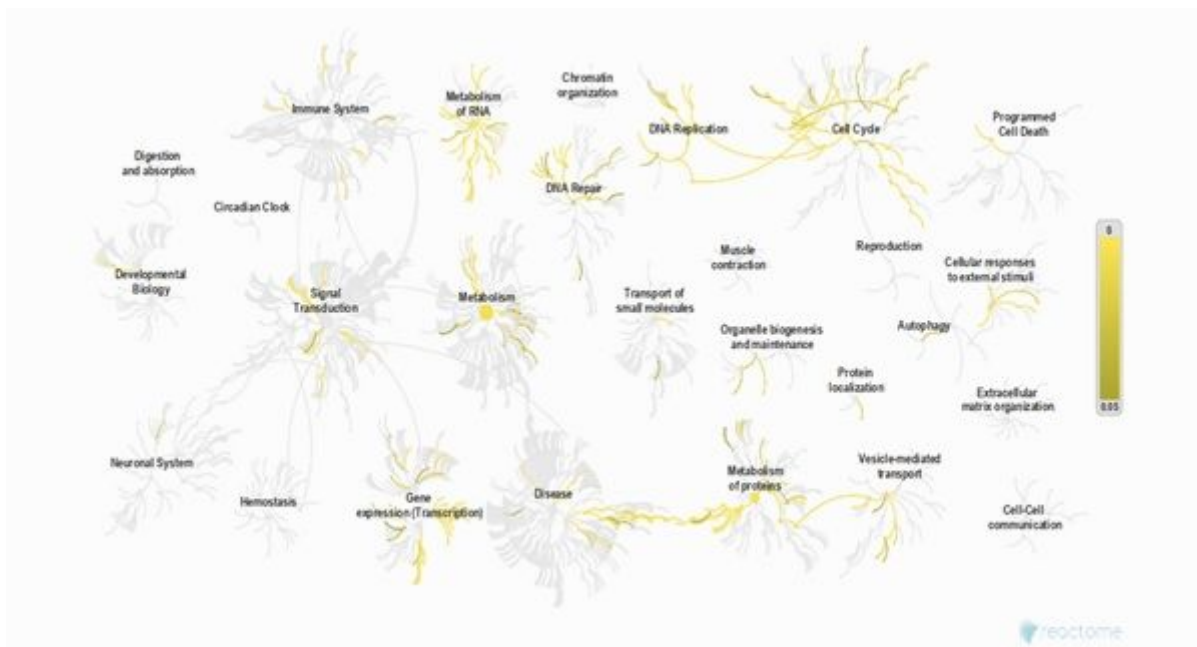 Chromatin
organization
Immune System
Metabolism
of RNA
DNA Replication
Cell Cycle
Programmed
Cell Death
Digestion
and absorption
DNA Repair
Circadian Clock
Developmental
Biology
Signal
Transduction
Metabolism
Transport of
small molecules
Muscle
contraction
Reproduction
Cellular responses
to external stimuli
Organelle biogenesis
and maintenance
Autophagy
Protein
localization
Extracellular
matrix organization
0
0.05
Neuronal System
Hemostasis
Gene
expression (Transcription)
Disease
Metabolism
of proteins
Vesicle-mediated
transport
Cell-Cell
communication
reactome